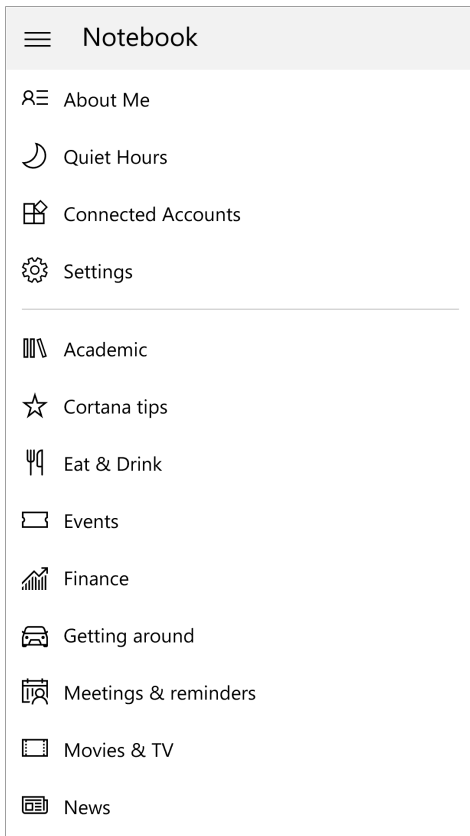 Notebook
About Me
Quiet Hours
Connected Accounts
Settings
Academic
Cortana tips
Eat & Drink
Events
Finance
Getting around
Meetings & reminders
Movies & TV
News